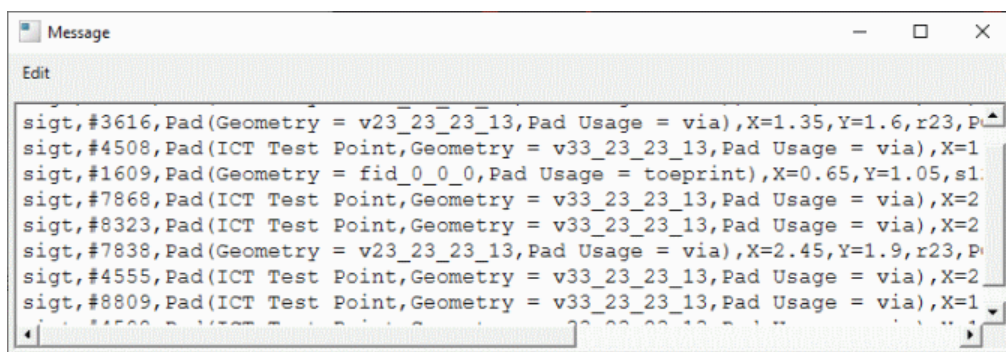 Message
Edit
sigt,#3616,Pad(Geometry = v23_23_23_13,Pad Usage = via),X=1.35,Y=1.6,r23,P
sigt,#4508,Pad(ICT Test Point,Geometry = v33_23_23_13,Pad Usage = via),X=1
sigt,#1609,Pad(Geometry = fid_0_0_0,Pad Usage = toeprint),X=0.65,Y=1.05,s1
sigt,#7868,Pad(ICT Test Point,Geometry = v33_23_23_13,Pad Usage = via),X=2
sigt,#8323,Pad(ICT Test Point,Geometry = v33_23_23_13,Pad Usage = via),X=2
sigt,#7838,Pad(Geometry = v23_23_23_13,Pad Usage = via),X=2.45,Y=1.9,r23,P
sigt,#4555,Pad(ICT Test Point,Geometry = v33_23_23_13,Pad Usage = via),X=2
sigt,#8809,Pad(ICT Test Point,Geometry = v33_23_23_13,Pad Usage = via),X=1